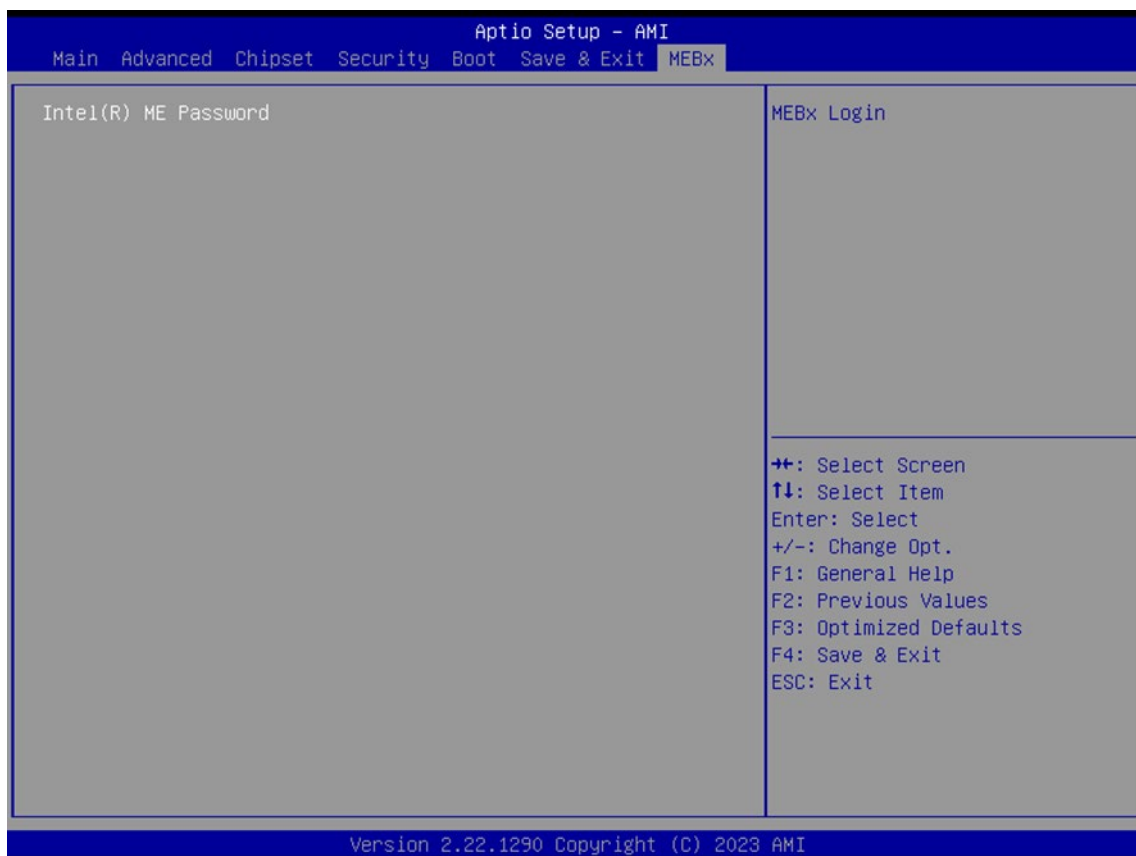 Aptio Setup – AMI
Main Advanced Chipset Security Boot Save & Exit MEBx
Intel(R) ME Password
MEBx Login
→←: Select Screen
↑↓: Select Item
Enter: Select
+/-: Change Opt.
F1: General Help
F2: Previous Values
F3: Optimized Defaults
F4: Save & Exit
ESC: Exit
Version 2.22.1290 Copyright (C) 2023 AMI